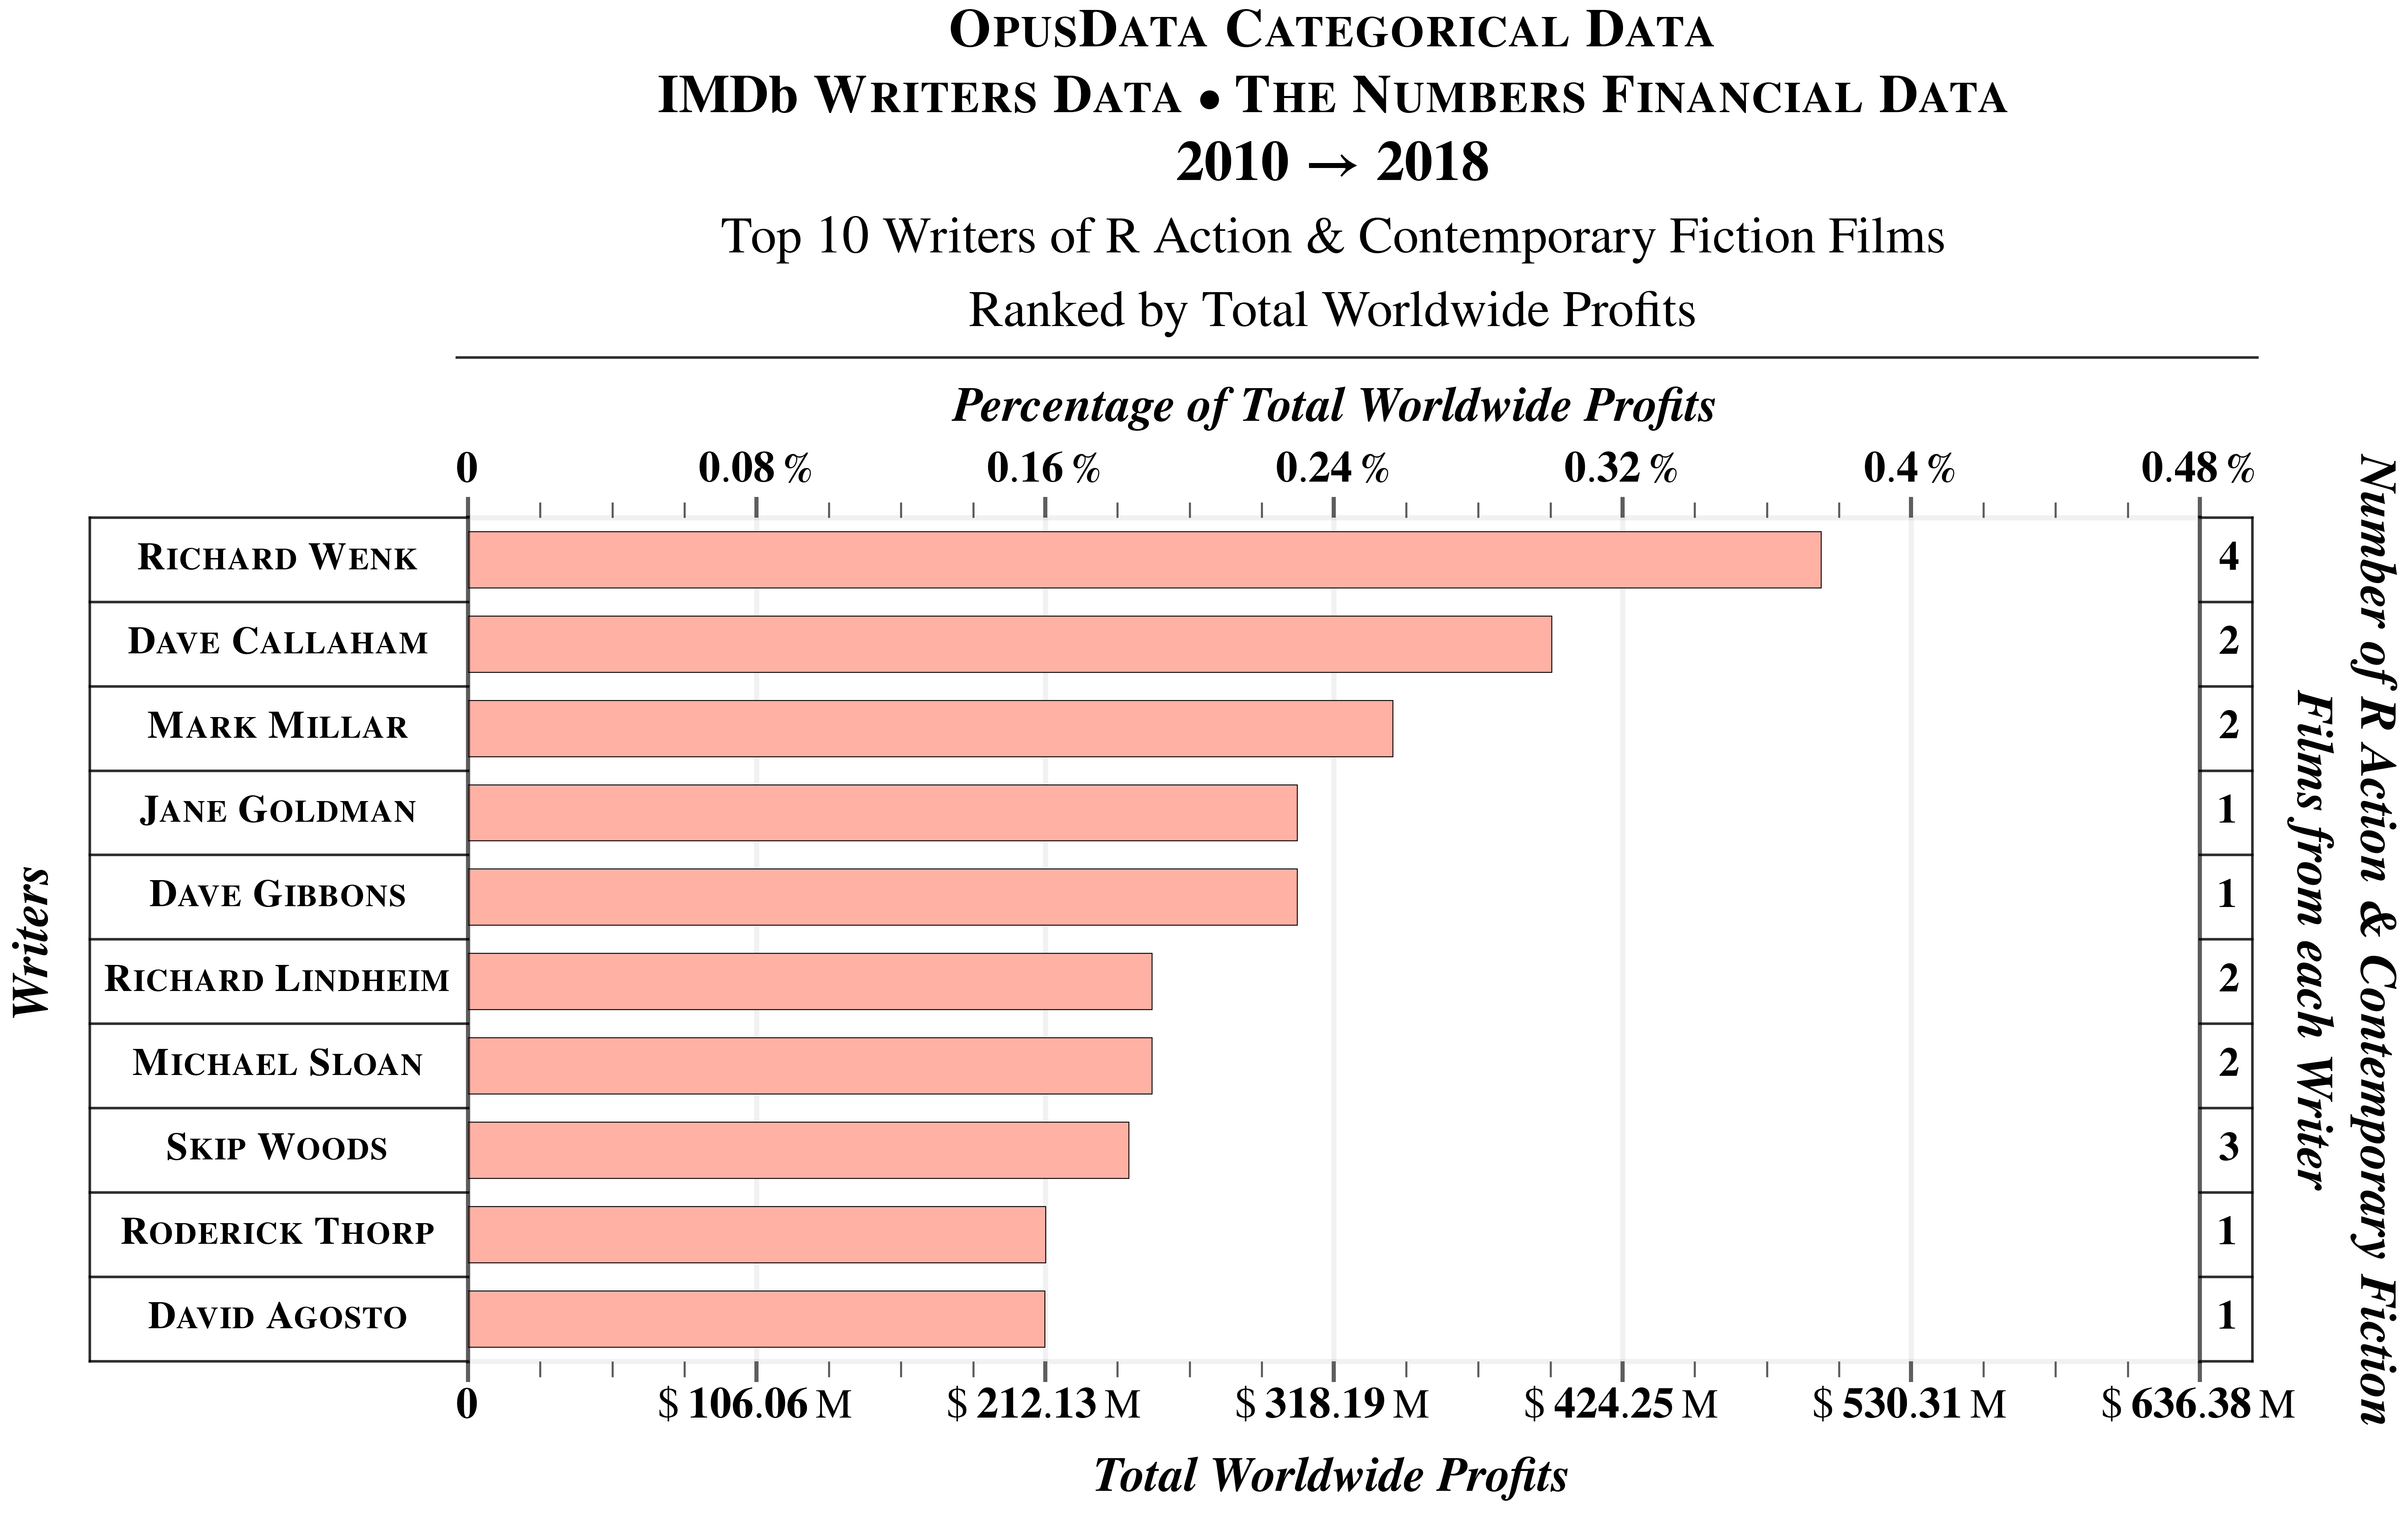 OpusData Categorical Data
IMDb Writers Data • The Numbers Financial Data
2010 → 2018
Top 10 Writers of R Action & Contemporary Fiction Films
Ranked by Total Worldwide Profits
Percentage of Total Worldwide Profits
0 0.08 % 0.16 % 0.24 % 0.32 % 0.4 % 0.48 %
Writers
Richard Wenk 4
Dave Callaham 2
Mark Millar 2
Jane Goldman 1
Dave Gibbons 1
Richard Lindheim 2
Michael Sloan 2
Skip Woods 3
Roderick Thorp 1
David Agosto 1
Number of R Action & Contemporary Fiction
Films from each Writer
0 $ 106.06 M $ 212.13 M $ 318.19 M $ 424.25 M $ 530.31 M $ 636.38 M
Total Worldwide Profits